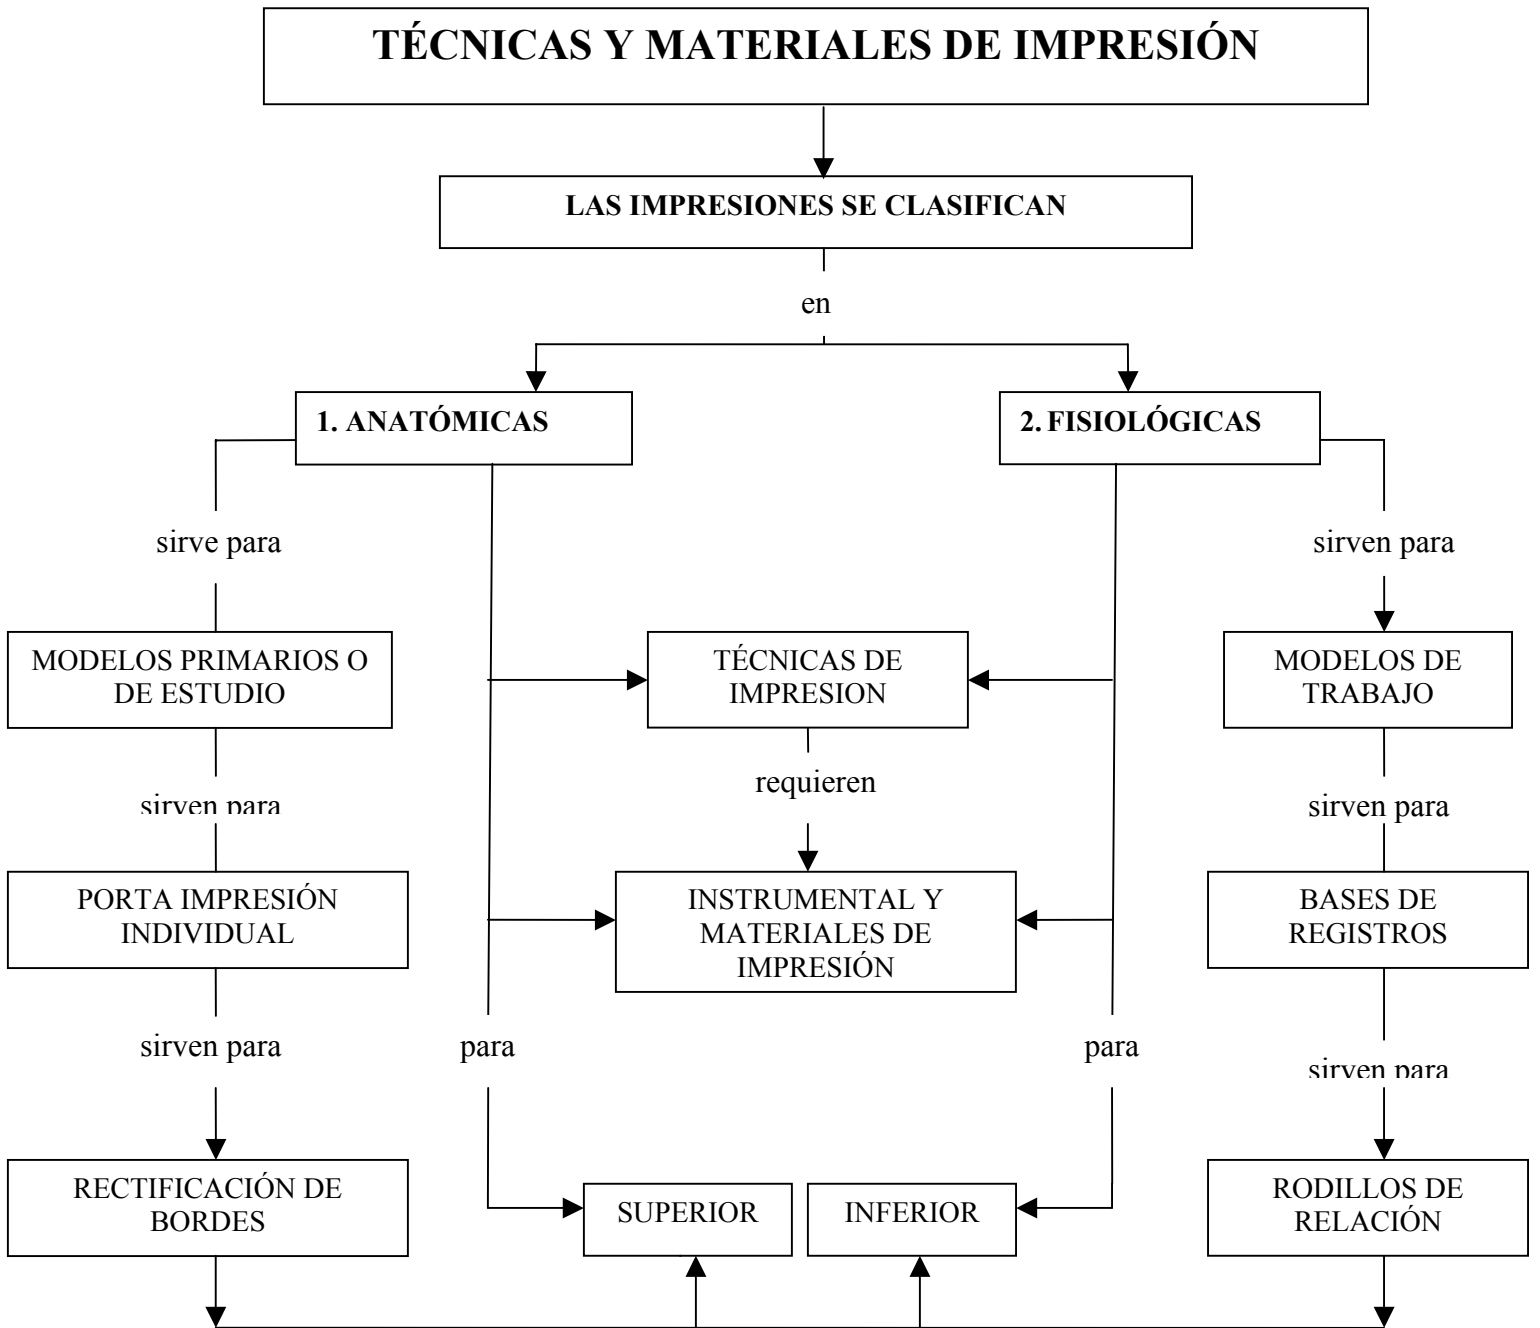 TÉCNICAS Y MATERIALES DE IMPRESIÓN
LAS IMPRESIONES SE CLASIFICAN
en
1. ANATÓMICAS
2. FISIOLÓGICAS
sirve para
sirven para
MODELOS PRIMARIOS O
DE ESTUDIO
TÉCNICAS DE
IMPRESION
MODELOS DE
TRABAJO
requieren
sirven para
sirven para
PORTA IMPRESIÓN
INDIVIDUAL
INSTRUMENTAL Y
MATERIALES DE
IMPRESIÓN
BASES DE
REGISTROS
sirven para
para
para
sirven para
RECTIFICACIÓN DE
BORDES
SUPERIOR
INFERIOR
RODILLOS DE
RELACIÓN